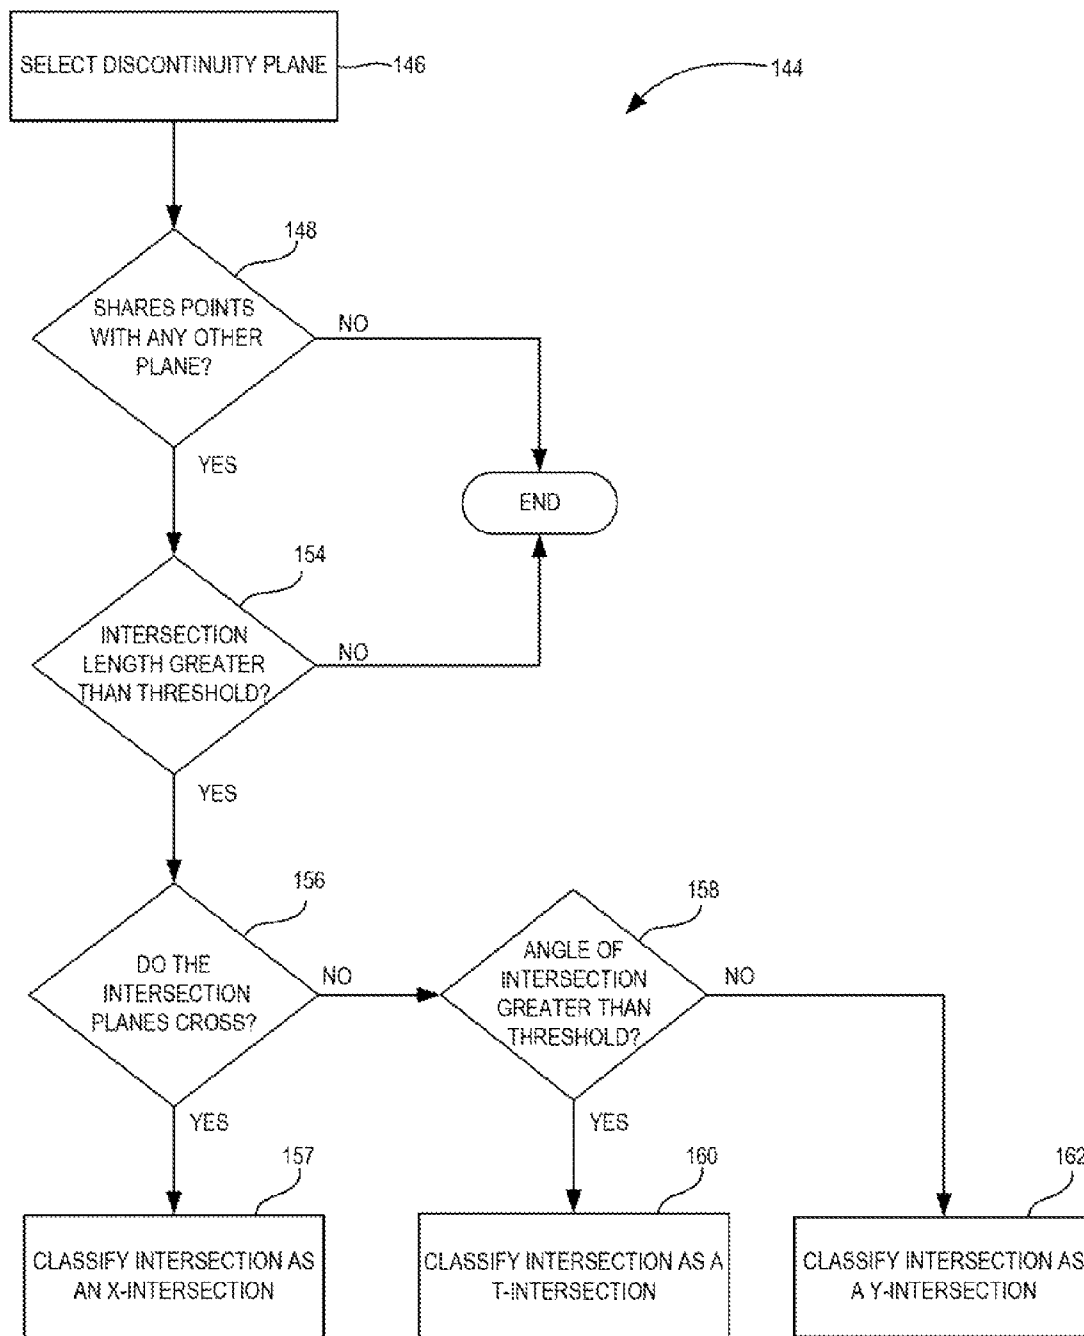 SELECT DISCONTINUITY PLANE
146
144
148
SHARES POINTS
WITH ANY OTHER
PLANE?
NO
YES
END
154
INTERSECTION
LENGTH GREATER
THAN THRESHOLD?
NO
YES
156
DO THE
INTERSECTION
PLANES CROSS?
NO
YES
158
ANGLE OF
INTERSECTION
GREATER THAN
THRESHOLD?
NO
YES
157
CLASSIFY INTERSECTION AS
AN X-INTERSECTION
160
CLASSIFY INTERSECTION AS A
T-INTERSECTION
162
CLASSIFY INTERSECTION AS
A Y-INTERSECTION